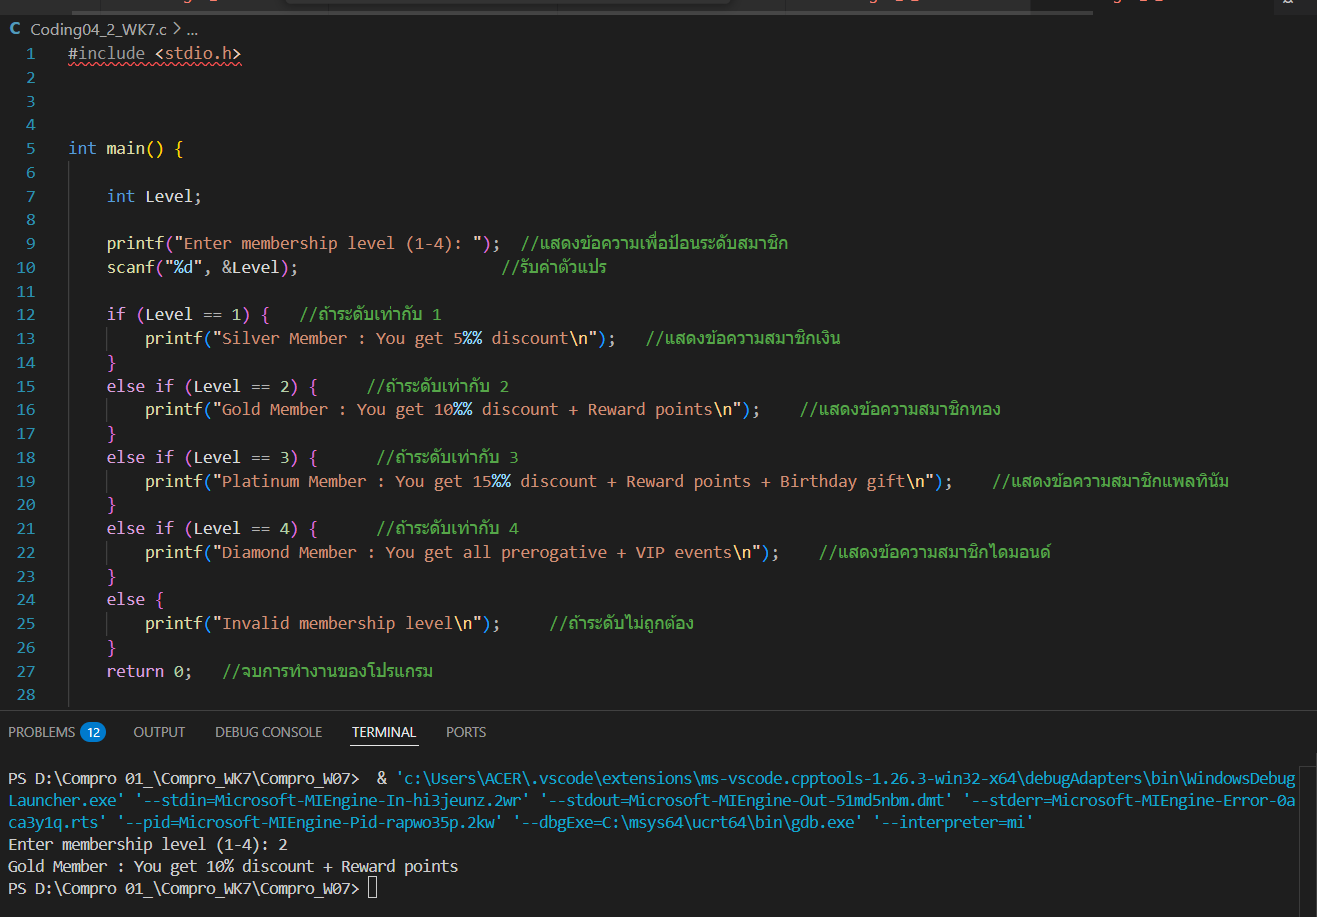 C Coding04_2_WK7.c > ...
1 #include <stdio.h>
2
3
4
5 int main() {
6
7 int Level;
8
9 printf("Enter membership level (1-4): "); //แสดงข้อความเพื่อป้อนระดับสมาชิก
10 scanf("%d", &Level); //รับค่าตัวแปร
11
12 if (Level == 1) { //ถ้าระดับเท่ากับ 1
13 printf("Silver Member : You get 5%% discount\n"); //แสดงข้อความสมาชิกเงิน
14 }
15 else if (Level == 2) { //ถ้าระดับเท่ากับ 2
16 printf("Gold Member : You get 10%% discount + Reward points\n"); //แสดงข้อความสมาชิกทอง
17 }
18 else if (Level == 3) { //ถ้าระดับเท่ากับ 3
19 printf("Platinum Member : You get 15%% discount + Reward points + Birthday gift\n"); //แสดงข้อความสมาชิกแพลทินัม
20 }
21 else if (Level == 4) { //ถ้าระดับเท่ากับ 4
22 printf("Diamond Member : You get all prerogative + VIP events\n"); //แสดงข้อความสมาชิกไดมอนด์
23 }
24 else {
25 printf("Invalid membership level\n"); //ถ้าระดับไม่ถูกต้อง
26 }
27 return 0; //จบการทำงานของโปรแกรม
28
PROBLEMS 12 OUTPUT DEBUG CONSOLE TERMINAL PORTS
PS D:\Compro 01_\Compro_WK7\Compro_W07> & 'c:\Users\ACER\.vscode\extensions\ms-vscode.cpptools-1.26.3-win32-x64\debugAdapters\bin\WindowsDebug
Launcher.exe' '--stdin=Microsoft-MIEngine-In-hi3jeunz.2wr' '--stdout=Microsoft-MIEngine-Out-51md5nbm.dmt' '--stderr=Microsoft-MIEngine-Error-0a
ca3y1q.rts' '--pid=Microsoft-MIEngine-Pid-rapwo35p.2kw' '--dbgExe=C:\msys64\ucrt64\bin\gdb.exe' '--interpreter=mi'
Enter membership level (1-4): 2
Gold Member : You get 10% discount + Reward points
PS D:\Compro 01_\Compro_WK7\Compro_W07>